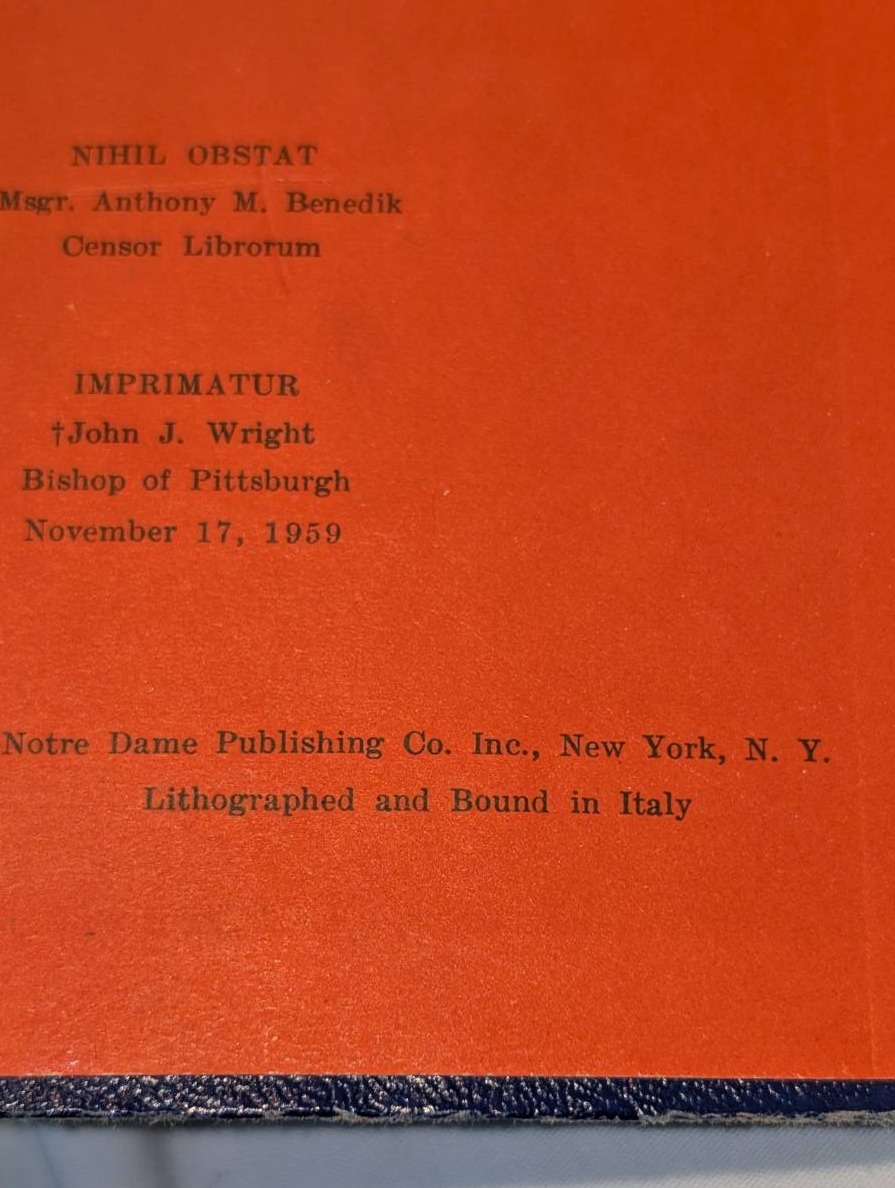 NIHIL OBSTAT
Msgr. Anthony M. Benedik
Censor Librorum
IMPRIMATUR
†John J. Wright
Bishop of Pittsburgh
November 17, 1959
Notre Dame Publishing Co. Inc., New York, N. Y.
Lithographed and Bound in Italy